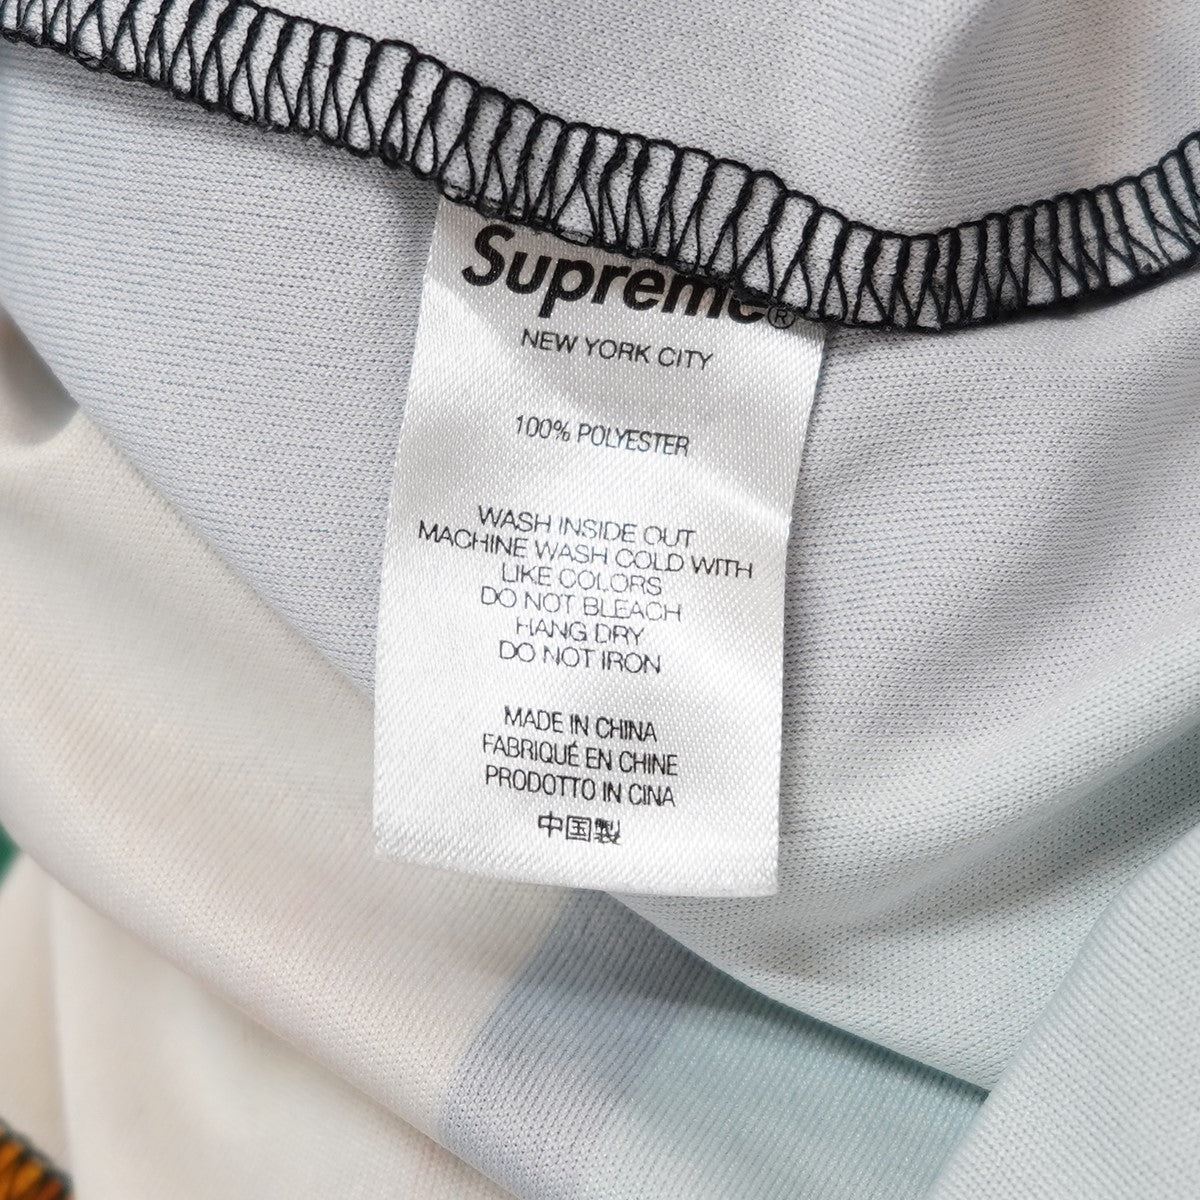 Supreme®
NEW YORK CITY
100% POLYESTER
WASH INSIDE OUT
MACHINE WASH COLD WITH
LIKE COLORS
DO NOT BLEACH
HANG DRY
DO NOT IRON
MADE IN CHINA
FABRIQUÉ EN CHINE
PRODOTTO IN CINA
中国製